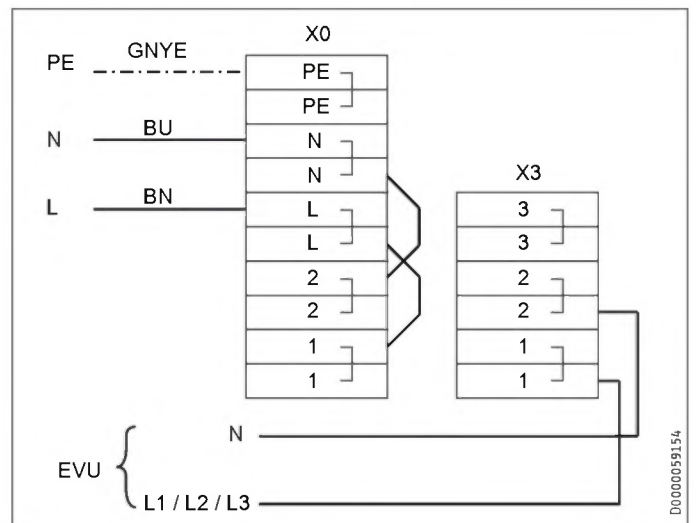 X0
PE GNYE PE
PE
N BU N
N
X3
L BN L 3
L 3
2 2
2 2
1 1
1 1
N
EVU
L1 / L2 / L3
D0000059154